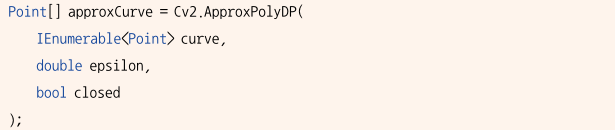 Point[] approxCurve = Cv2.ApproxPolyDP(
    IEnumerable<Point> curve,
    double epsilon,
    bool closed
);